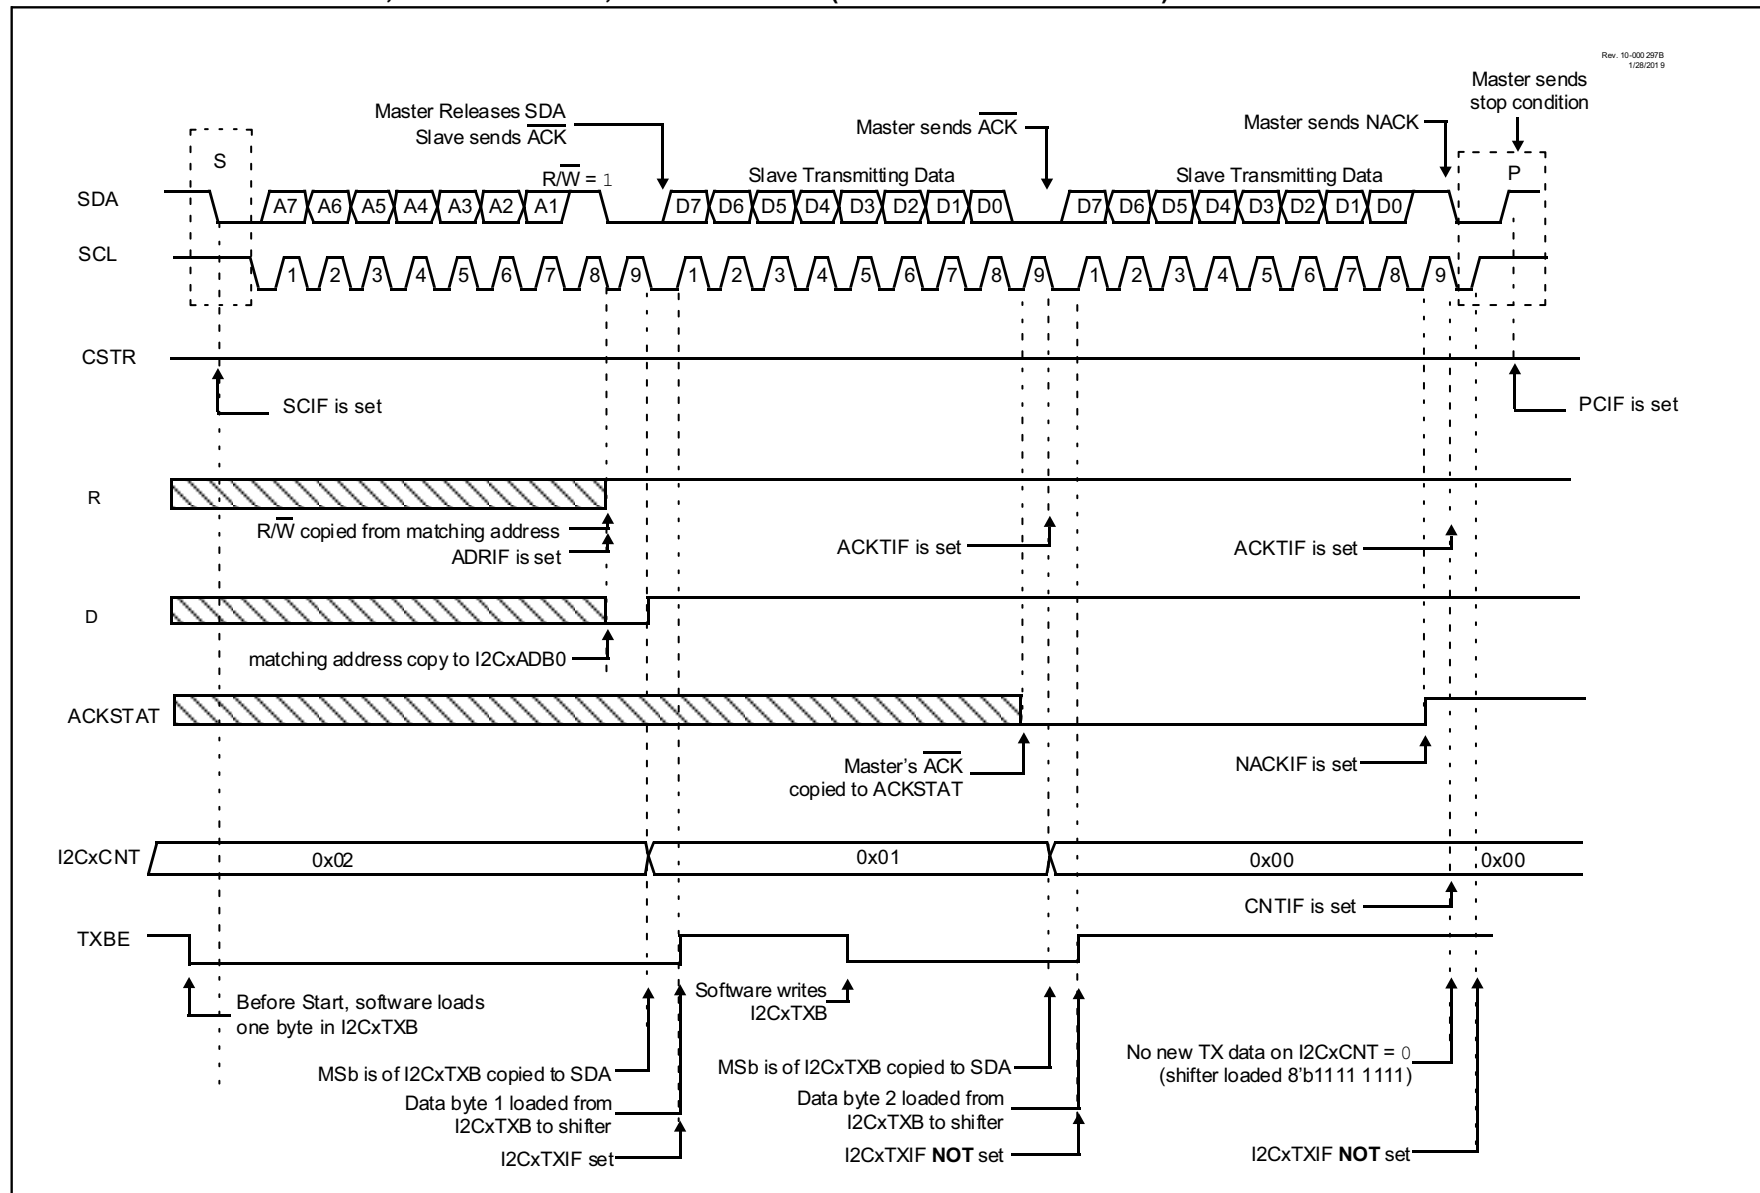 Rev. 10-000 297B
1/28/201 9
Master sends
stop condition
Master Releases SDA
Slave sends ACK
Master sends ACK
Master sends NACK
S
P
R/W = 1
Slave Transmitting Data
Slave Transmitting Data
SDA
A7 A6 A5 A4 A3 A2 A1
D7 D6 D5 D4 D3 D2 D1 D0
D7 D6 D5 D4 D3 D2 D1 D0
SCL
1 2 3 4 5 6 7 8 9
1 2 3 4 5 6 7 8 9
1 2 3 4 5 6 7 8 9
CSTR
SCIF is set
PCIF is set
R
R/W copied from matching address
ADRIF is set
ACKTIF is set
ACKTIF is set
D
matching address copy to I2CxADB0
ACKSTAT
Master's ACK
copied to ACKSTAT
NACKIF is set
I2CxCNT
0x02
0x01
0x00
0x00
CNTIF is set
TXBE
Before Start, software loads
one byte in I2CxTXB
Software writes
I2CxTXB
MSb is of I2CxTXB copied to SDA
Data byte 1 loaded from
I2CxTXB to shifter
I2CxTXIF set
MSb is of I2CxTXB copied to SDA
Data byte 2 loaded from
I2CxTXB to shifter
I2CxTXIF NOT set
No new TX data on I2CxCNT = 0
(shifter loaded 8'b1111 1111)
I2CxTXIF NOT set